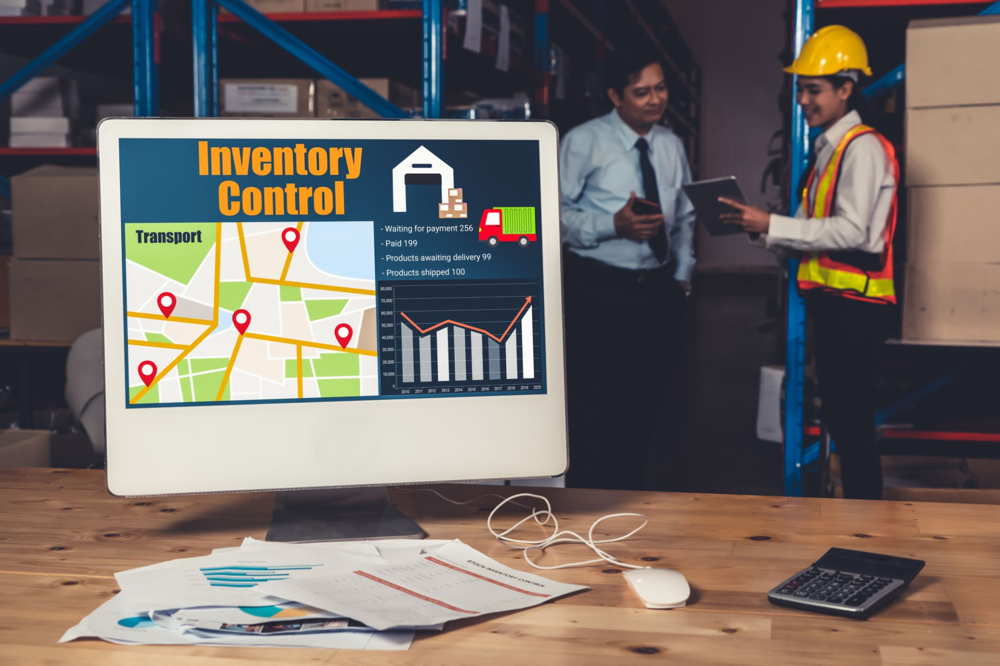 Inventory
Control
Transport
- Waiting for payment 256
- Paid 199
- Products awaiting delivery 99
- Products shipped 100
80,000
70,000
60,000
50,000
40,000
30,000
20,000
10,000
0
2010 2011 2012 2013 2014 2015 2016 2017 2018 2019 2020
STOCK INVENTORY CONTROL